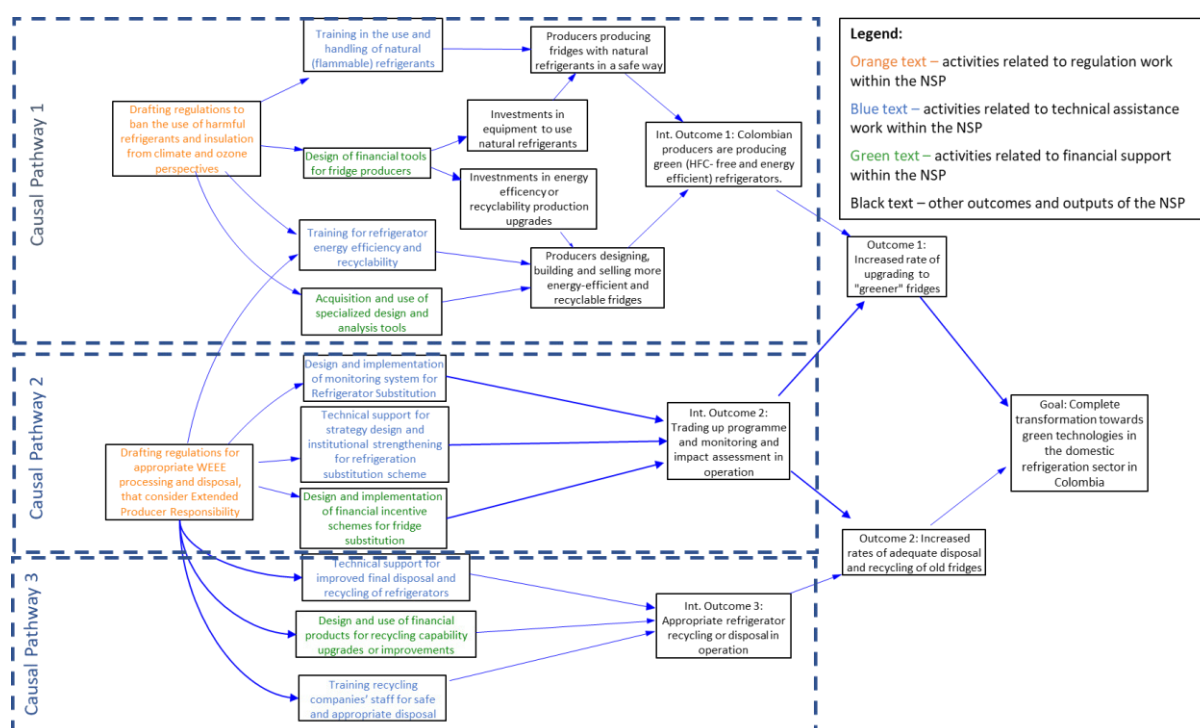 Causal Pathway 1
Training in the use and
handling of natural
(flammable) refrigerants
Producers producing
fridges with natural
refrigerants in a safe way
Drafting regulations to
ban the use of harmful
refrigerants and insulation
from climate and ozone
perspectives
Investments in
equipment to use
natural refrigerants
Design of financial tools
for fridge producers
Investnments in energy
efficency or
recyclability production
upgrades
Int. Outcome 1: Colombian
producers are producing
green (HFC- free and energy
efficient) refrigerators.
Training for refrigerator
energy efficiency and
recyclability
Producers designing,
building and selling more
energy-efficient and
recyclable fridges
Acquisition and use of
specialized design and
analysis tools
Legend:
Orange text – activities related to regulation work
within the NSP
Blue text – activities related to technical assistance
work within the NSP
Green text – activities related to financial support
within the NSP
Black text – other outcomes and outputs of the NSP
Outcome 1:
Increased rate of
upgrading to
"greener" fridges
Causal Pathway 2
Design and implementation
of monitoring system for
Refrigerator Substitution
Technical support for
strategy design and
institutional strengthening
for refrigeration
substitution scheme
Drafting regulations for
appropriate WEEE
processing and disposal,
that consider Extended
Producer Responsibility
Design and implementation
of financial incentive
schemes for fridge
substitution
Int. Outcome 2:
Trading up programme
and monitoring and
impact assessment in
operation
Goal: Complete
transformation towards
green technologies in
the domestic
refrigeration sector in
Colombia
Outcome 2: Increased
rates of adequate disposal
and recycling of old fridges
Causal Pathway 3
Technical support for
improved final disposal and
recycling of refrigerators
Design and use of financial
products for recycling capability
upgrades or improvements
Training recycling
companies' staff for safe
and appropriate disposal
Int. Outcome 3:
Appropriate refrigerator
recycling or disposal in
operation